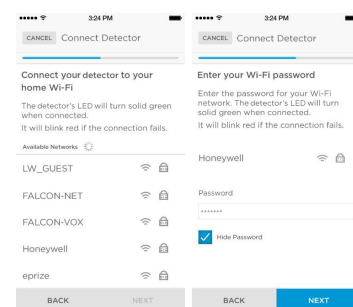 3:24 PM
CANCEL Connect Detector
Connect your detector to your
home Wi-Fi
The detector's LED will turn solid green
when connected.
It will blink red if the connection fails.
Available Networks
LW_GUEST
FALCON-NET
FALCON-VOX
Honeywell
eprize
BACK NEXT
3:24 PM
CANCEL Connect Detector
Enter your Wi-Fi password
Enter the password for your Wi-Fi
network. The detector's LED will turn
solid green when connected.
It will blink red if the connection fails.
Honeywell
Password
*******
Hide Password
BACK NEXT